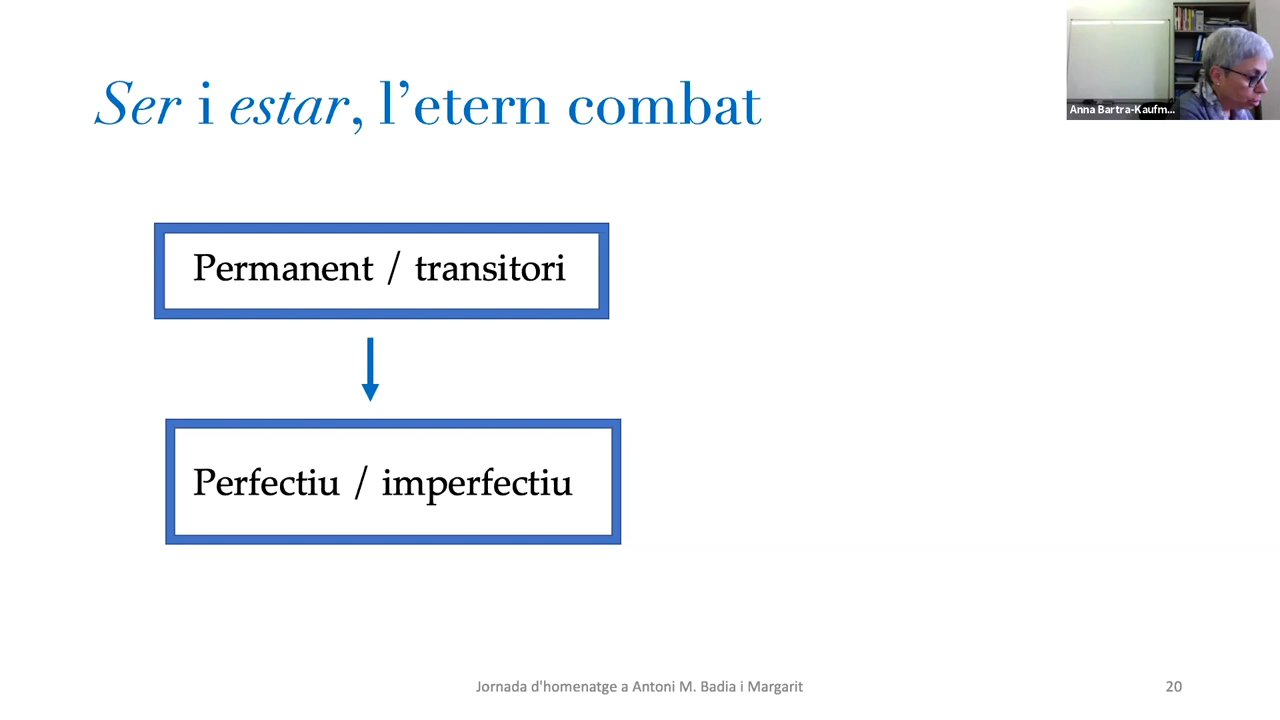 Ser i estar, l’etern combat
Anna Bartra-Kaufm...
Permanent / transitori
Perfectiu / imperfectiu
Jornada d'homenatge a Antoni M. Badia i Margarit
20